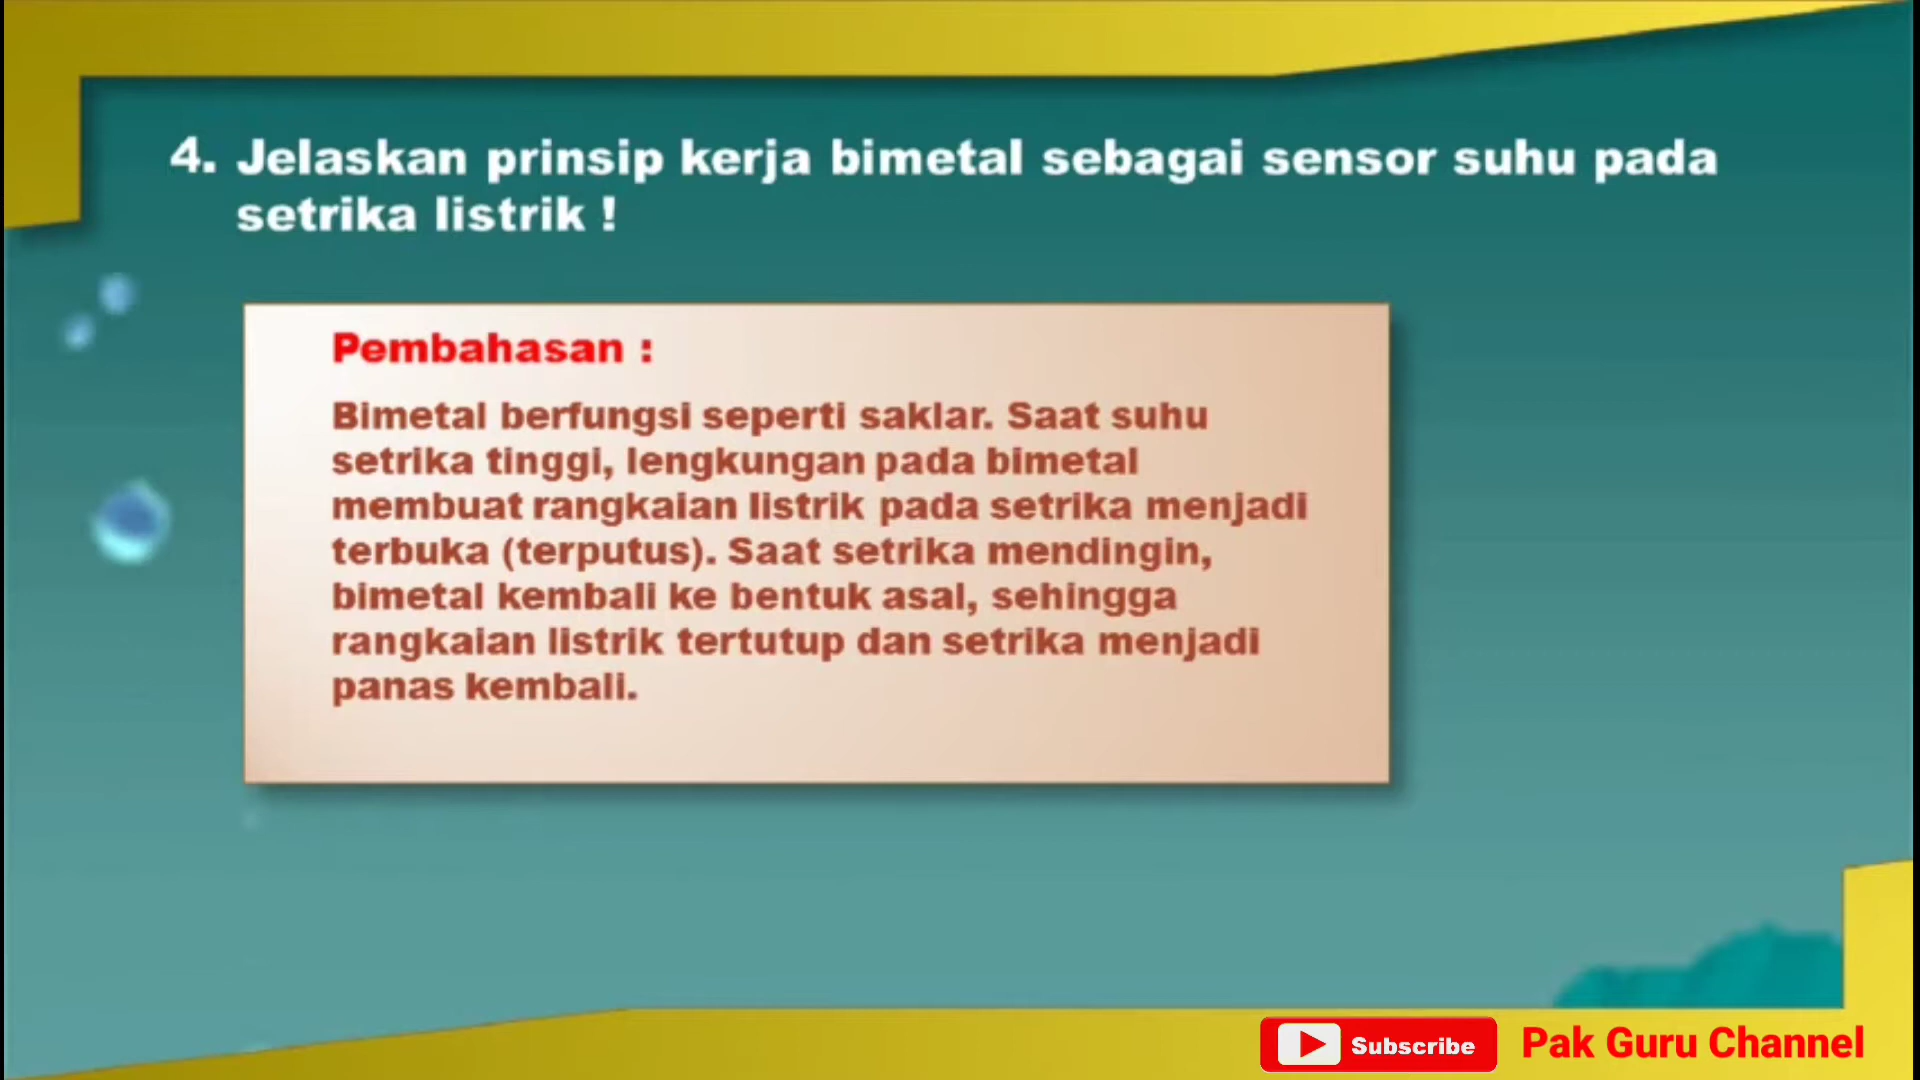 4. Jelaskan prinsip kerja bimetal sebagai sensor suhu pada
setrika listrik !
Pembahasan :
Bimetal berfungsi seperti saklar. Saat suhu
setrika tinggi, lengkungan pada bimetal
membuat rangkaian listrik pada setrika menjadi
terbuka (terputus). Saat setrika mendingin,
bimetal kembali ke bentuk asal, sehingga
rangkaian listrik tertutup dan setrika menjadi
panas kembali.
Subscribe Pak Guru Channel